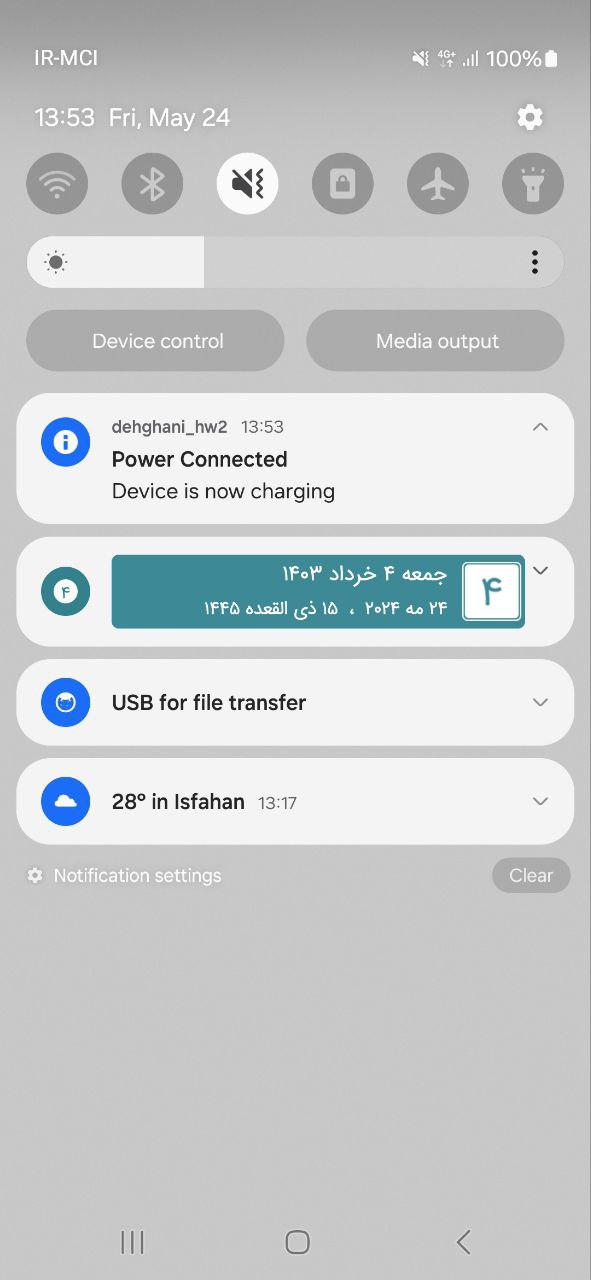 IR-MCI 4G+ 100%
13:53 Fri, May 24
Device control Media output
dehghani_hw2 13:53
Power Connected
Device is now charging
۴ جمعه ۴ خرداد ۱۴۰۳ ۴
۲۴ مه ۲۰۲۴ ، ۱۵ ذی القعده ۱۴۴۵
USB for file transfer
28° in Isfahan 13:17
Notification settings Clear